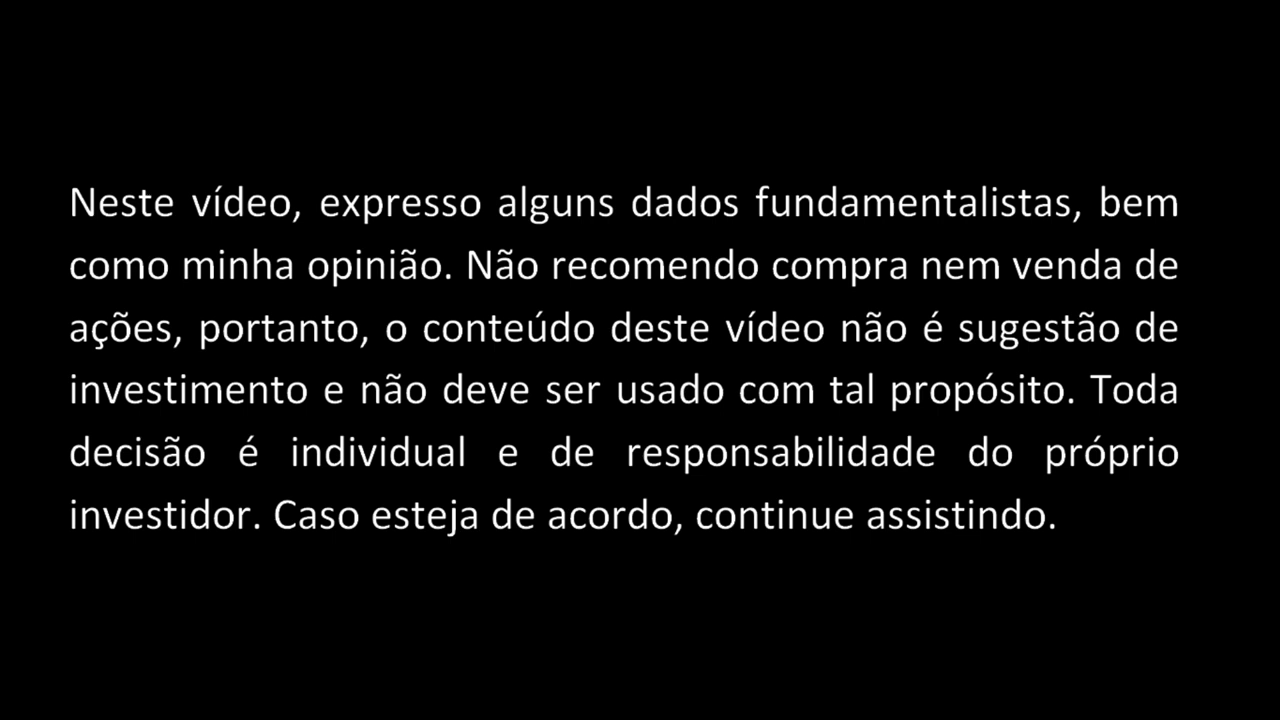 Neste vídeo, expresso alguns dados fundamentalistas, bem
como minha opinião. Não recomendo compra nem venda de
ações, portanto, o conteúdo deste vídeo não é sugestão de
investimento e não deve ser usado com tal propósito. Toda
decisão é individual e de responsabilidade do próprio
investidor. Caso esteja de acordo, continue assistindo.